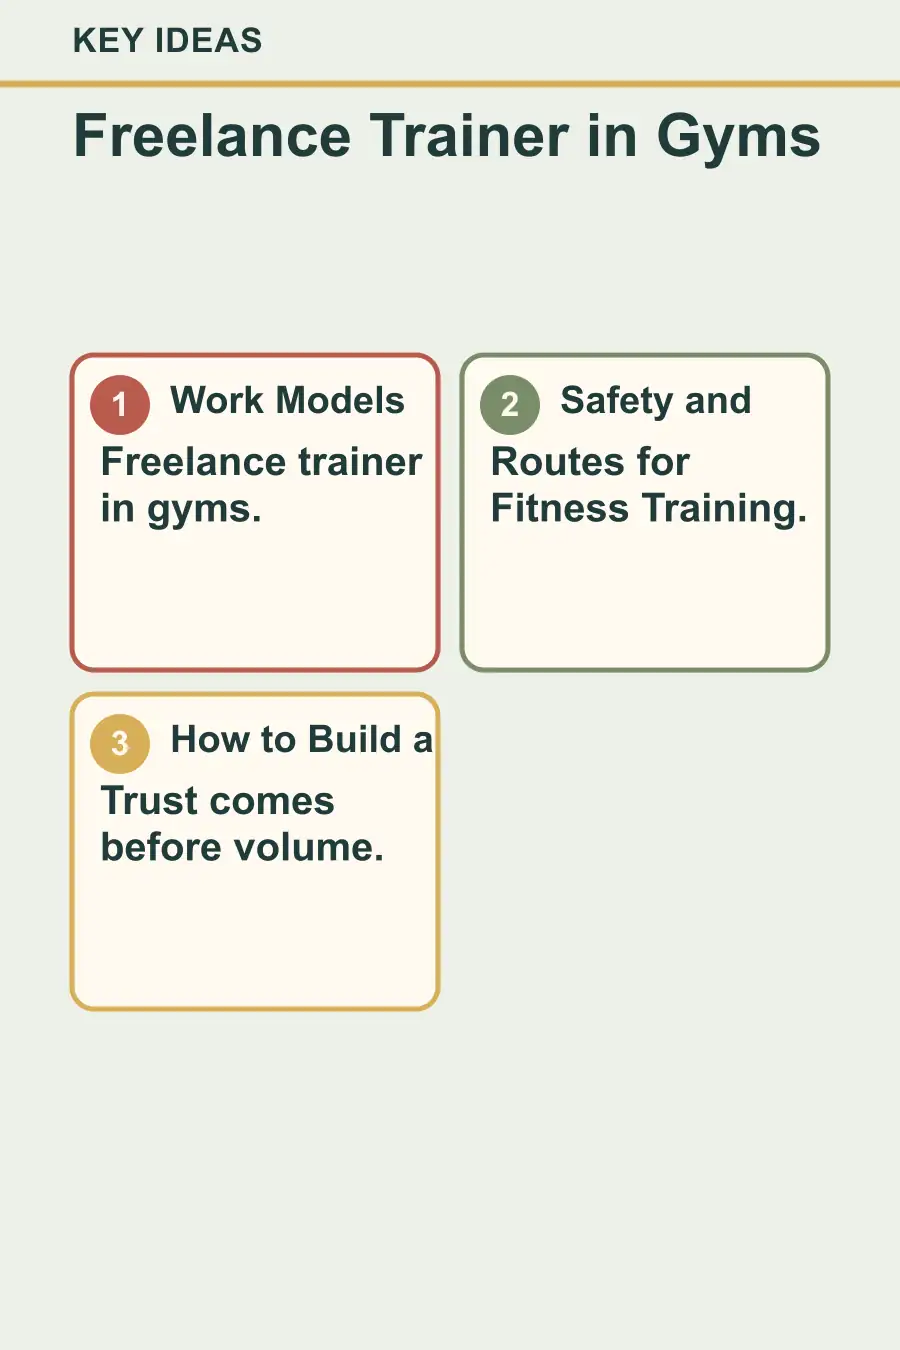 KEY IDEAS
Freelance Trainer in Gyms
1
Work Models
Freelance trainer
in gyms.
2
Safety and
Routes for
Fitness Training.
3
How to Build a
Trust comes
before volume.